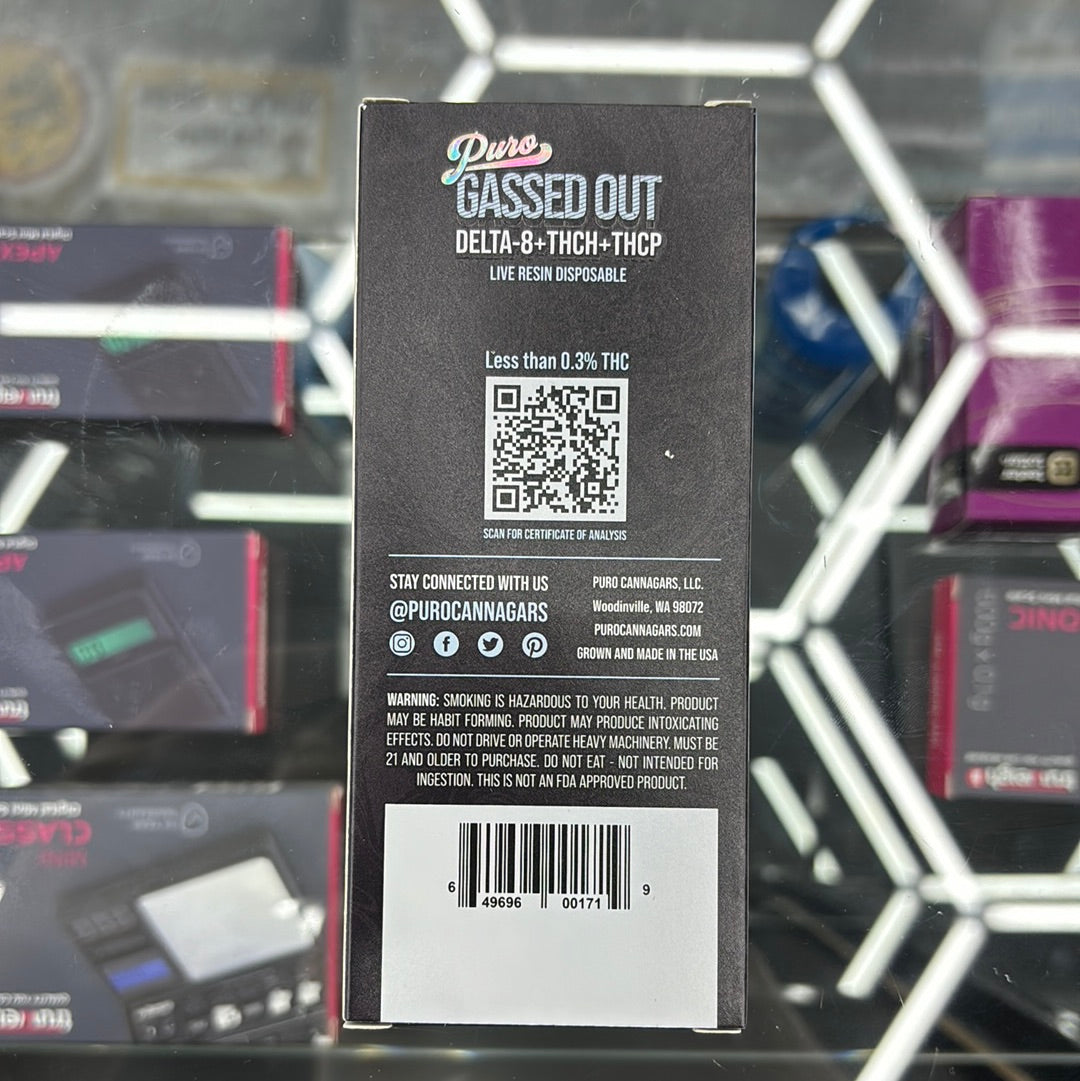 Puro
GASSED OUT
DELTA-8+THCH+THCP
LIVE RESIN DISPOSABLE
Less than 0.3% THC
SCAN FOR CERTIFICATE OF ANALYSIS
STAY CONNECTED WITH US
@PUROCANNAGARS
PURO CANNAGARS, LLC.
Woodinville, WA 98072
PUROCANNAGARS.COM
GROWN AND MADE IN THE USA
WARNING: SMOKING IS HAZARDOUS TO YOUR HEALTH. PRODUCT
MAY BE HABIT FORMING. PRODUCT MAY PRODUCE INTOXICATING
EFFECTS. DO NOT DRIVE OR OPERATE HEAVY MACHINERY. MUST BE
21 AND OLDER TO PURCHASE. DO NOT EAT - NOT INTENDED FOR
INGESTION. THIS IS NOT AN FDA APPROVED PRODUCT.
6 49696 00171 9
APEX
CLASS